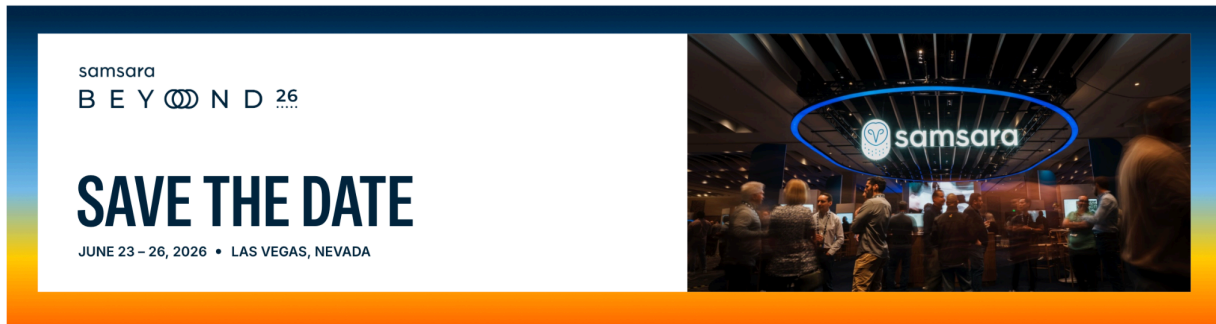 samsara
BEYOND 26
SAVE THE DATE
JUNE 23 – 26, 2026 • LAS VEGAS, NEVADA
samsara